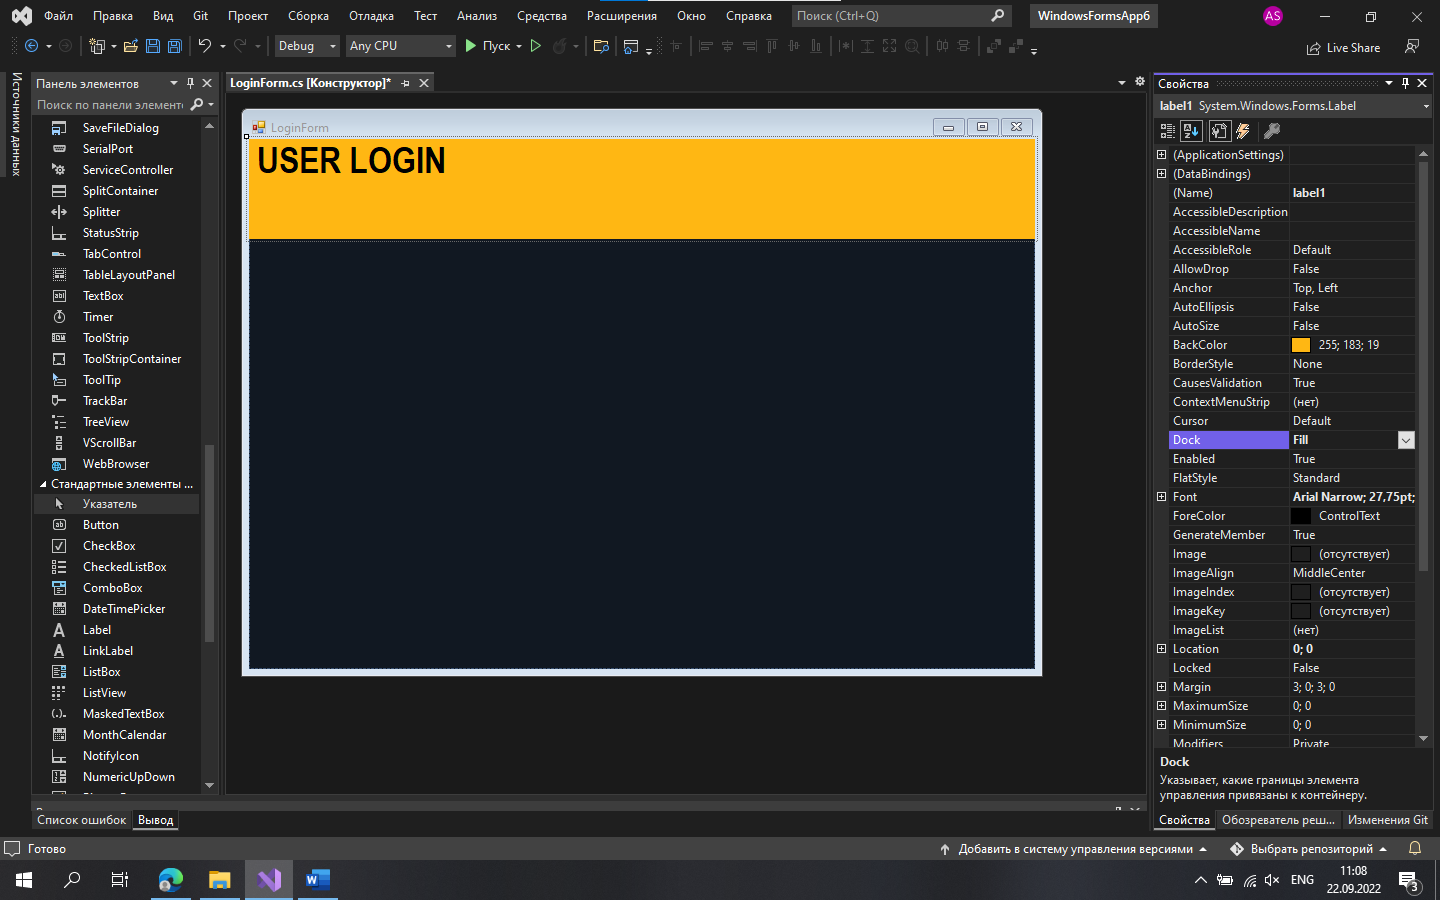 Файл Правка Вид Git Проект Сборка Отладка Тест Анализ Средства Расширения Окно Справка Поиск (Ctrl+Q) WindowsFormsApp6 AS
Debug Any CPU Пуск Live Share
Источники данных
Панель элементов
Поиск по панели элементс
SaveFileDialog
SerialPort
ServiceController
SplitContainer
Splitter
StatusStrip
TabControl
TableLayoutPanel
TextBox
Timer
ToolStrip
ToolStripContainer
ToolTip
TrackBar
TreeView
VScrollBar
WebBrowser
Стандартные элементы ...
Указатель
Button
CheckBox
CheckedListBox
ComboBox
DateTimePicker
Label
LinkLabel
ListBox
ListView
MaskedTextBox
MonthCalendar
NotifyIcon
NumericUpDown
LoginForm.cs [Конструктор]*
LoginForm
USER LOGIN
Свойства
label1 System.Windows.Forms.Label
(ApplicationSettings)
(DataBindings)
(Name) label1
AccessibleDescription
AccessibleName
AccessibleRole Default
AllowDrop False
Anchor Top, Left
AutoEllipsis False
AutoSize False
BackColor 255; 183; 19
BorderStyle None
CausesValidation True
ContextMenuStrip (нет)
Cursor Default
Dock Fill
Enabled True
FlatStyle Standard
Font Arial Narrow; 27,75pt;
ForeColor ControlText
GenerateMember True
Image (отсутствует)
ImageAlign MiddleCenter
ImageIndex (отсутствует)
ImageKey (отсутствует)
ImageList (нет)
Location 0; 0
Locked False
Margin 3; 0; 3; 0
MaximumSize 0; 0
MinimumSize 0; 0
Modifiers Private
Dock
Указывает, какие границы элемента
управления привязаны к контейнеру.
Список ошибок Вывод
Свойства Обозреватель реш... Изменения Git
Готово Добавить в систему управления версиями Выбрать репозиторий
ENG 11:08
22.09.2022 3